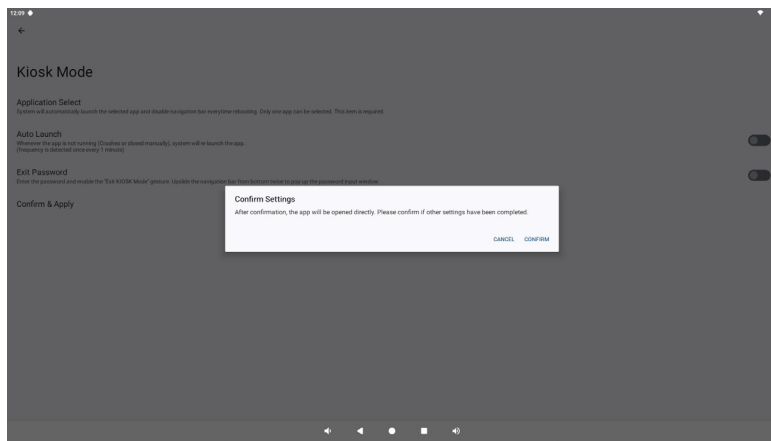 12:09
Kiosk Mode
Application Select
System will automatically launch the selected app and disable navigation bar everytime rebooting. Only one app can be selected. This item is required.
Auto Launch
Whenever the app is not running (Crashes or closed manually), system will re-launch the app.
(frequency is detected once every 1 minute)
Exit Password
Enter the password and enable the "Exit KIOSK Mode" gesture. Upslide the navigation bar from bottom twice to pop up the password input window.
Confirm & Apply
Confirm Settings
After confirmation, the app will be opened directly. Please confirm if other settings have been completed.
CANCEL CONFIRM